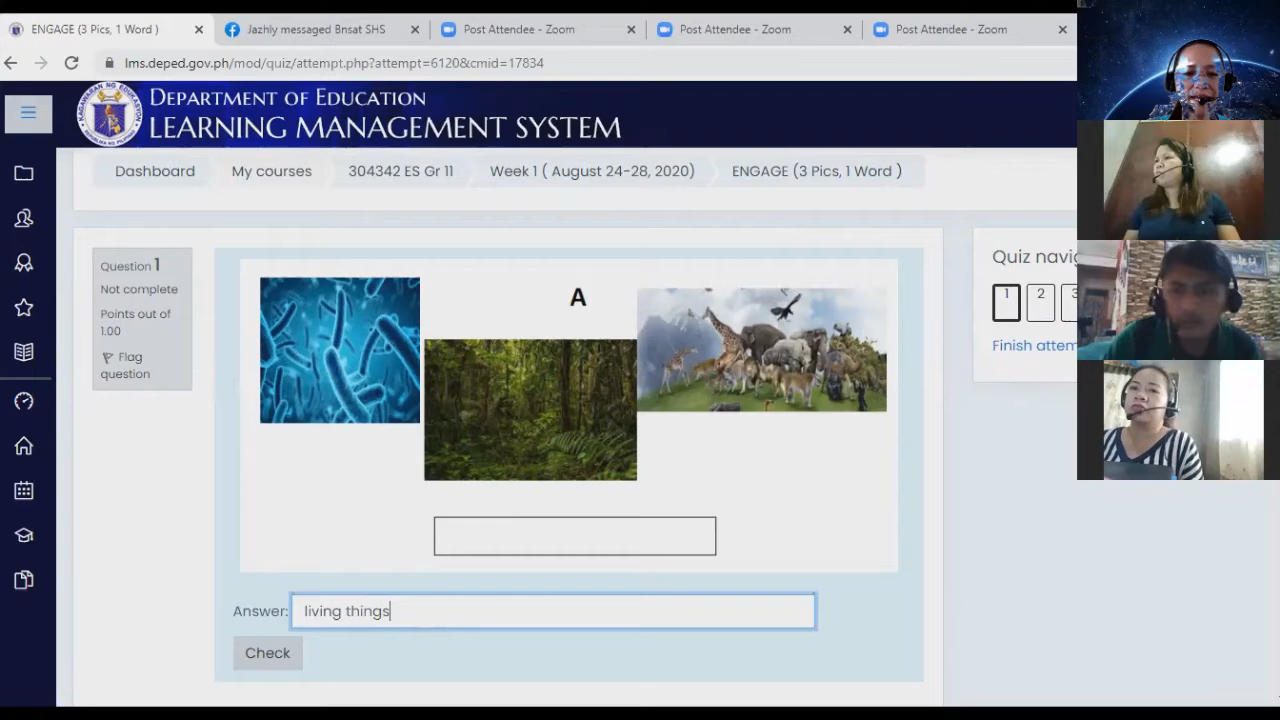 ENGAGE (3 Pics, 1 Word )
Jazhly messaged Bnsat SHS
Post Attendee - Zoom
Post Attendee - Zoom
Post Attendee - Zoom
lms.deped.gov.ph/mod/quiz/attempt.php?attempt=6120&cmid=17834
DEPARTMENT OF EDUCATION
LEARNING MANAGEMENT SYSTEM
Dashboard
My courses
304342 ES Gr 11
Week 1 ( August 24-28, 2020)
ENGAGE (3 Pics, 1 Word )
Question 1
Not complete
Points out of
1.00
Flag
question
A
Answer: living things
Check
Quiz navig
1 2 3
Finish attem